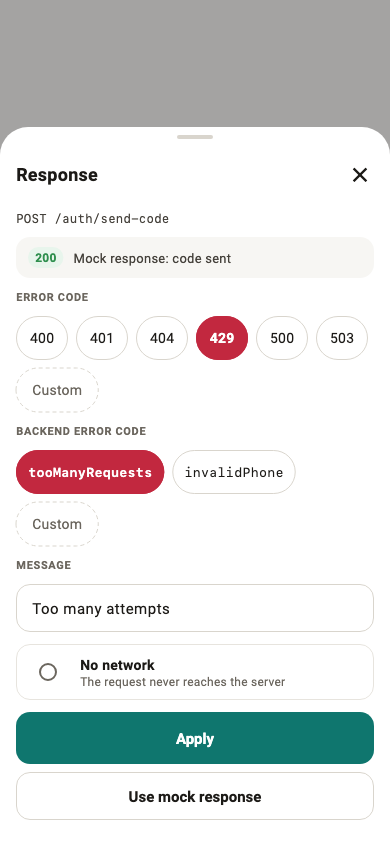 Response
POST /auth/send-code
200 Mock response: code sent
ERROR CODE
400 401 404 429 500 503
Custom
BACKEND ERROR CODE
tooManyRequests invalidPhone
Custom
MESSAGE
Too many attempts
No network
The request never reaches the server
Apply
Use mock response